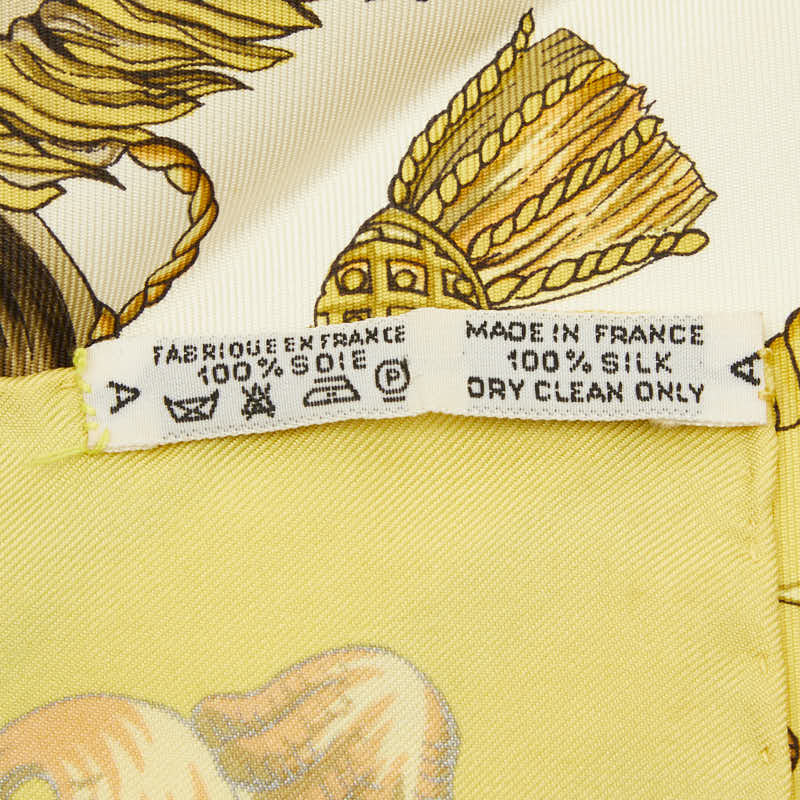 FABRIQUE EN FRANCE
100% SOIE
P
A
MADE IN FRANCE
100% SILK
DRY CLEAN ONLY
A